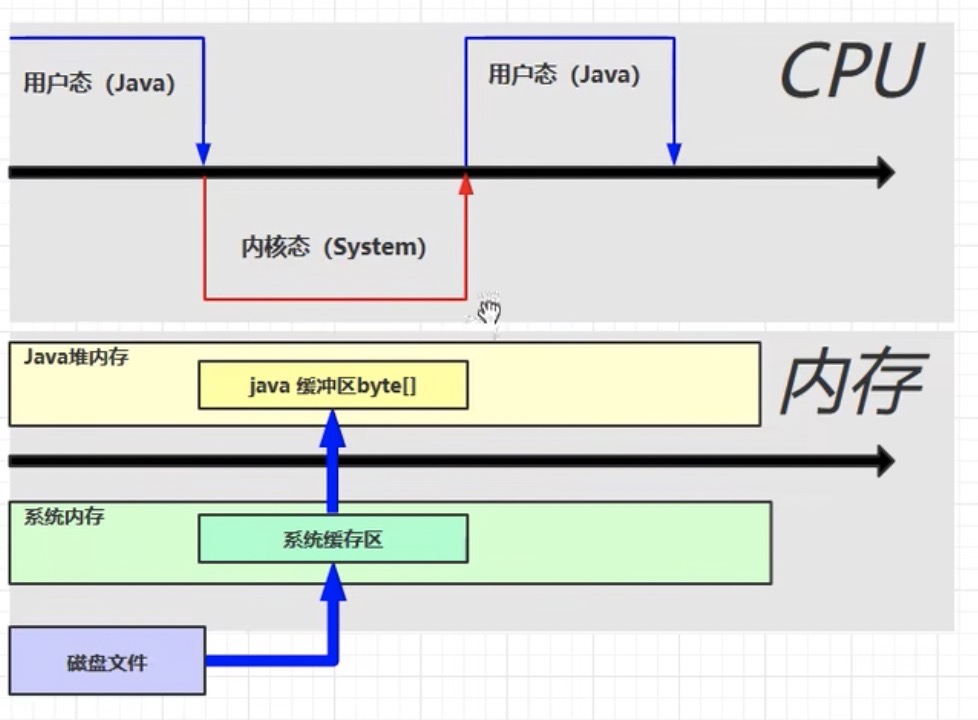 CPU
用户态（Java）
用户态（Java）
内核态（System）
内存
Java堆内存
java 缓冲区byte[]
系统内存
系统缓存区
磁盘文件